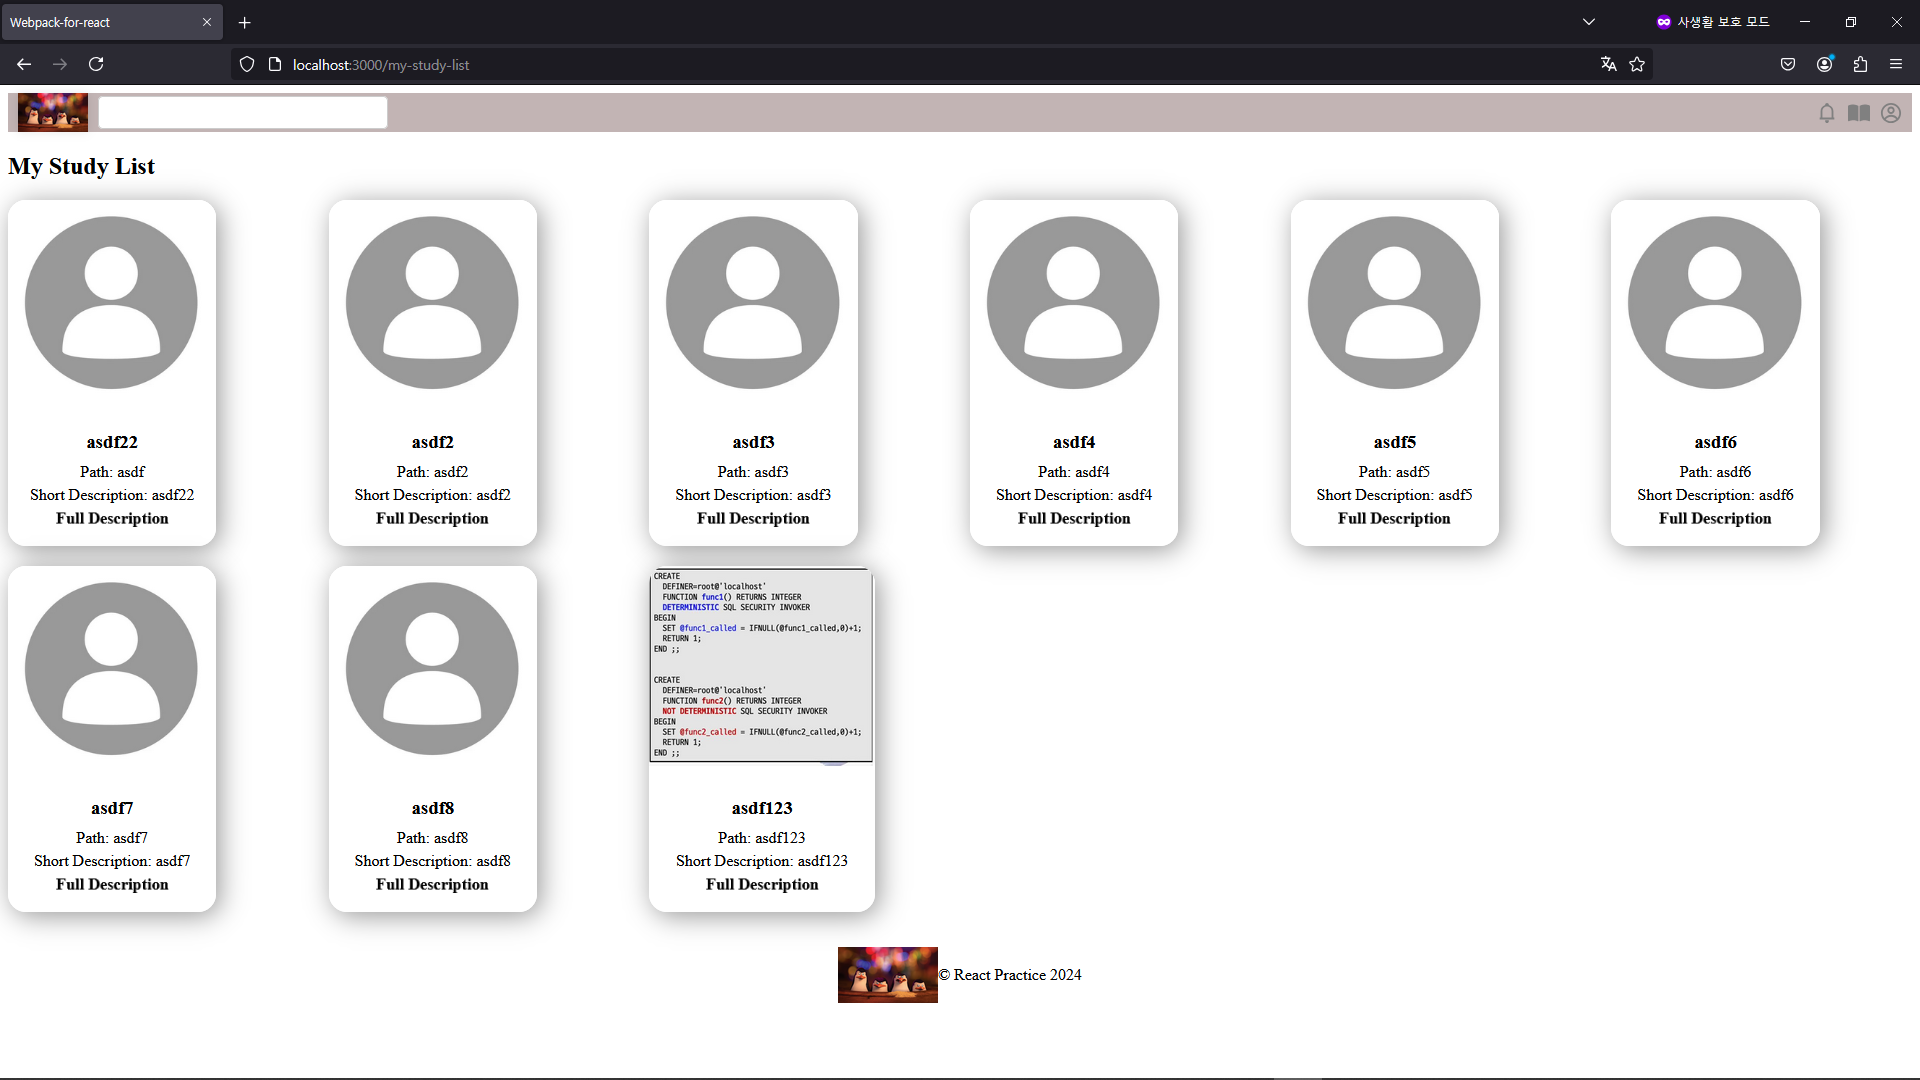 Webpack-for-react
사생활 보호 모드
localhost:3000/my-study-list
My Study List
asdf22
Path: asdf
Short Description: asdf22
Full Description
asdf2
Path: asdf2
Short Description: asdf2
Full Description
asdf3
Path: asdf3
Short Description: asdf3
Full Description
asdf4
Path: asdf4
Short Description: asdf4
Full Description
asdf5
Path: asdf5
Short Description: asdf5
Full Description
asdf6
Path: asdf6
Short Description: asdf6
Full Description
asdf7
Path: asdf7
Short Description: asdf7
Full Description
asdf8
Path: asdf8
Short Description: asdf8
Full Description
CREATE
DEFINER=root@'localhost'
FUNCTION func1() RETURNS INTEGER
DETERMINISTIC SQL SECURITY INVOKER
BEGIN
SET @func1_called = IFNULL(@func1_called,0)+1;
RETURN 1;
END ;;
CREATE
DEFINER=root@'localhost'
FUNCTION func2() RETURNS INTEGER
NOT DETERMINISTIC SQL SECURITY INVOKER
BEGIN
SET @func2_called = IFNULL(@func2_called,0)+1;
RETURN 1;
END ;;
asdf123
Path: asdf123
Short Description: asdf123
Full Description
© React Practice 2024